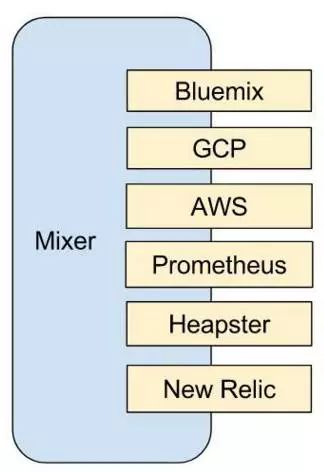 Bluemix
GCP
AWS
Mixer
Prometheus
Heapster
New Relic